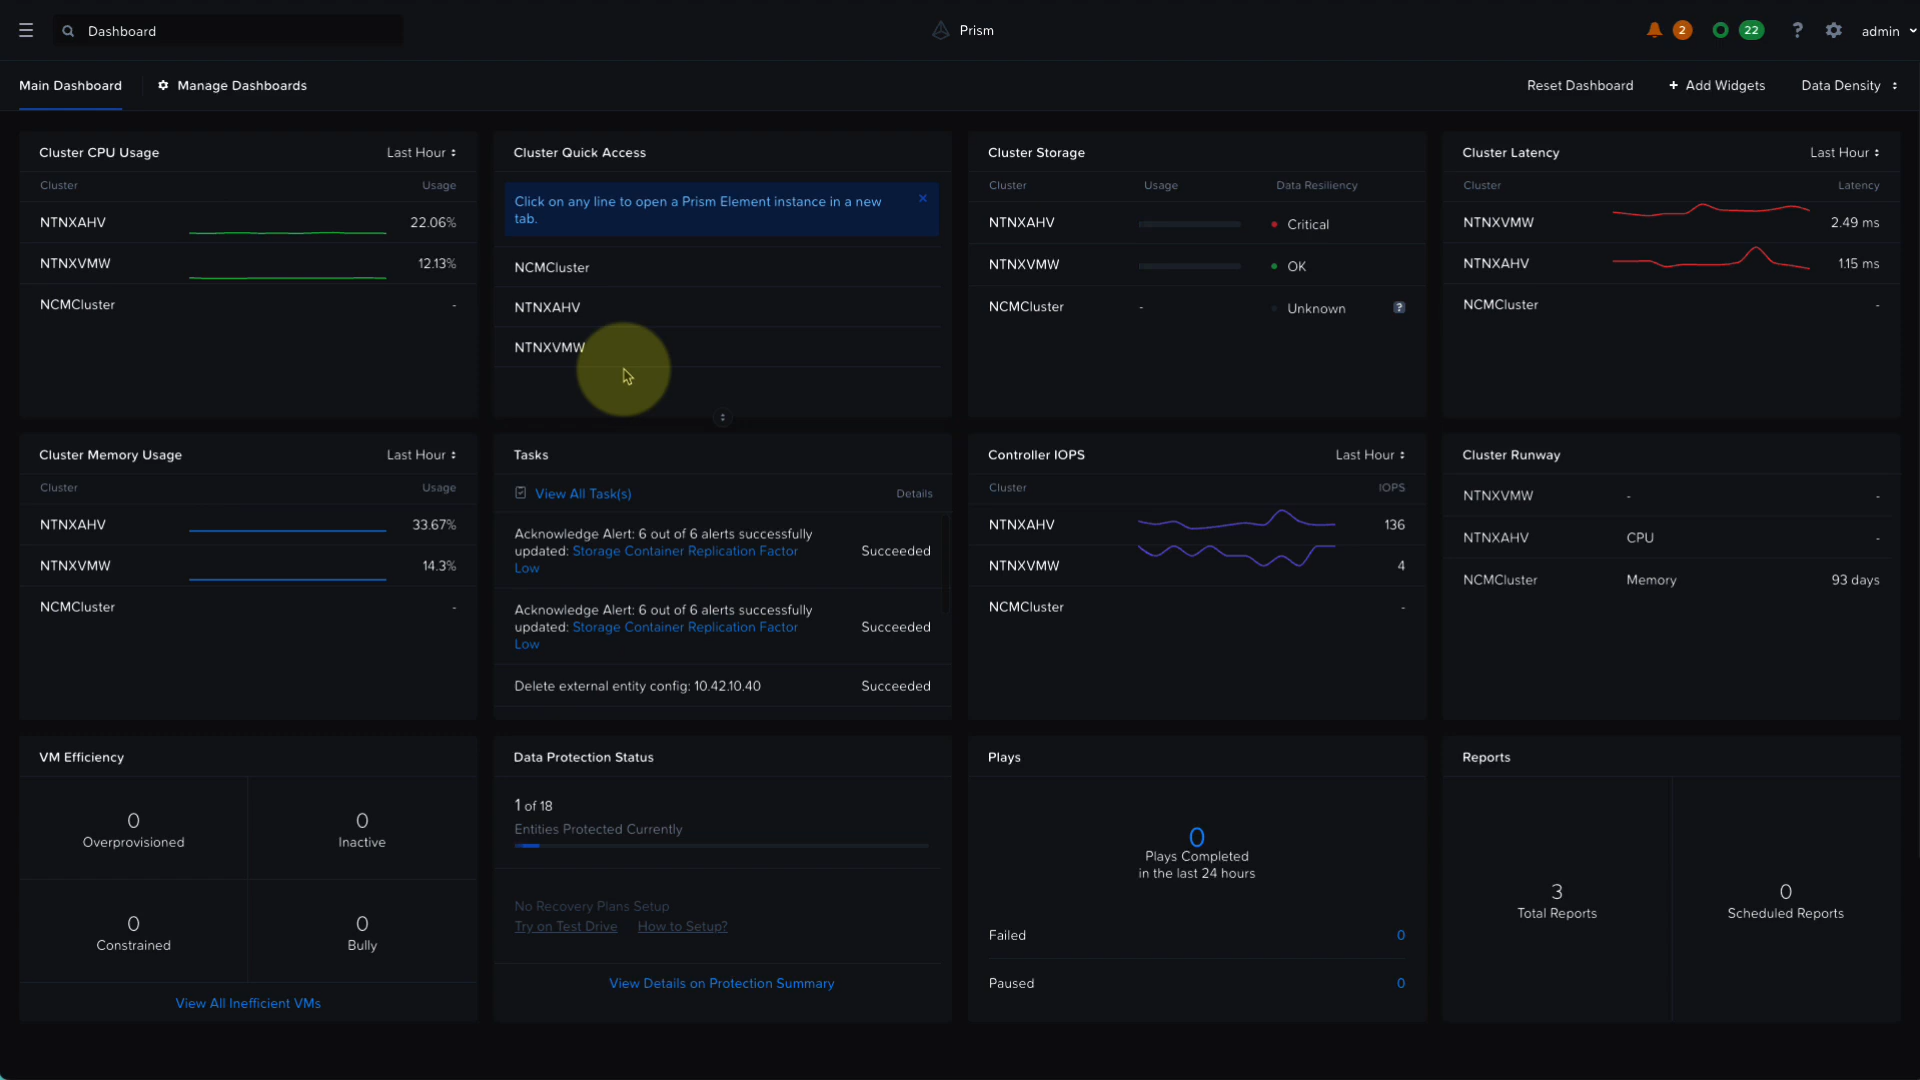 Dashboard
Prism
2
22
?
admin
Main Dashboard
Manage Dashboards
Reset Dashboard
+ Add Widgets
Data Density
Cluster CPU Usage
Last Hour
Cluster
Usage
NTNXAHV
22.06%
NTNXVMW
12.13%
NCMCluster
-
Cluster Quick Access
Click on any line to open a Prism Element instance in a new
tab.
NCMCluster
NTNXAHV
NTNXVMW
Cluster Storage
Cluster
Usage
Data Resiliency
NTNXAHV
Critical
NTNXVMW
OK
NCMCluster
-
Unknown
?
Cluster Latency
Last Hour
Cluster
Latency
NTNXVMW
2.49 ms
NTNXAHV
1.15 ms
NCMCluster
-
Cluster Memory Usage
Last Hour
Cluster
Usage
NTNXAHV
33.67%
NTNXVMW
14.3%
NCMCluster
-
Tasks
View All Task(s)
Details
Acknowledge Alert: 6 out of 6 alerts successfully
updated: Storage Container Replication Factor
Low
Succeeded
Acknowledge Alert: 6 out of 6 alerts successfully
updated: Storage Container Replication Factor
Low
Succeeded
Delete external entity config: 10.42.10.40
Succeeded
Controller IOPS
Last Hour
Cluster
IOPS
NTNXAHV
136
NTNXVMW
4
NCMCluster
-
Cluster Runway
NTNXVMW
-
-
NTNXAHV
CPU
-
NCMCluster
Memory
93 days
VM Efficiency
0
Overprovisioned
0
Inactive
0
Constrained
0
Bully
View All Inefficient VMs
Data Protection Status
1 of 18
Entities Protected Currently
No Recovery Plans Setup
Try on Test Drive
How to Setup?
View Details on Protection Summary
Plays
0
Plays Completed
in the last 24 hours
Failed
0
Paused
0
Reports
3
Total Reports
0
Scheduled Reports